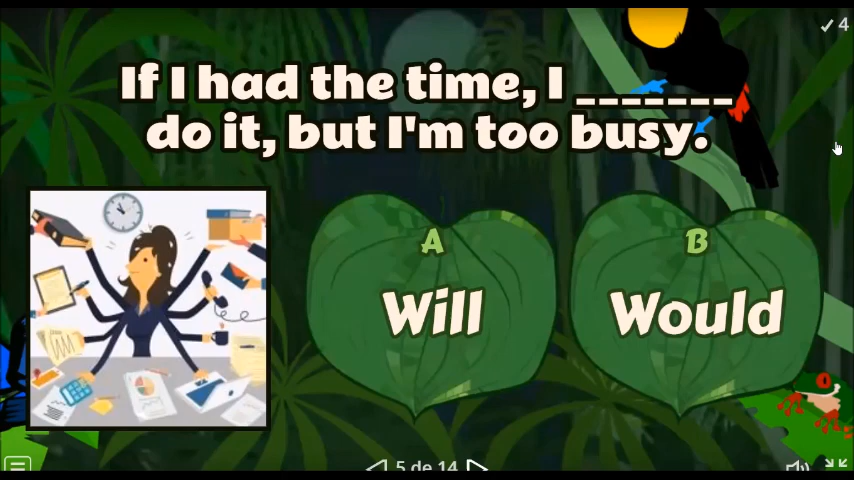 ✓ 4
If I had the time, I _______
do it, but I'm too busy.
A
Will
B
Would
5 de 14